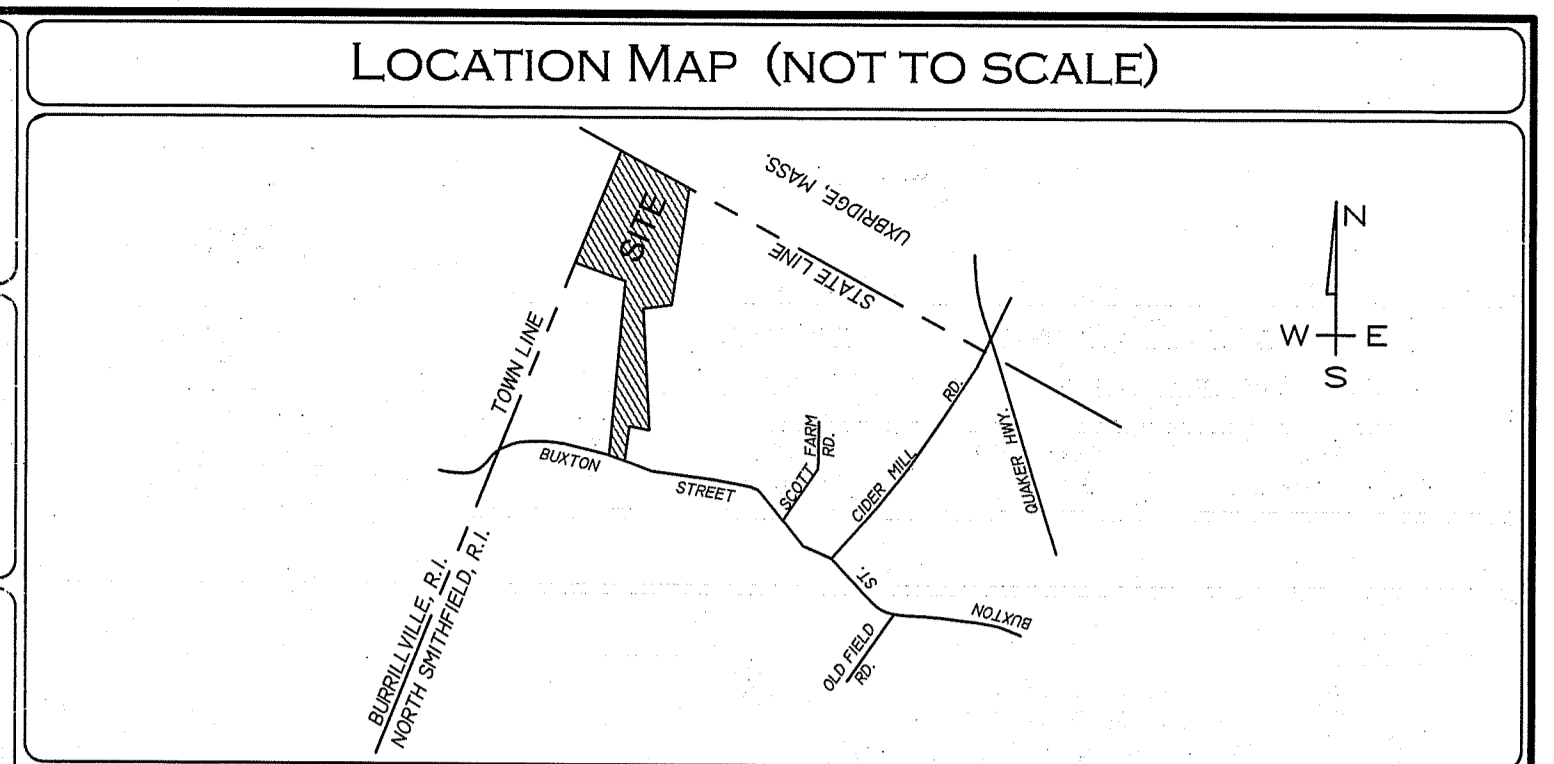 LOCATION MAP (NOT TO SCALE)
UXBRIDGE, MASS.
STATE LINE
SITE
TOWN LINE
N
W E
S
BUXTON
STREET
SCOTT FARM
RD.
CIDER MILL
RD.
QUAKER HWY.
ST.
BUXTON
OLD FIELD
RD.
BURRILLVILLE, R.I.
NORTH SMITHFIELD, R.I.